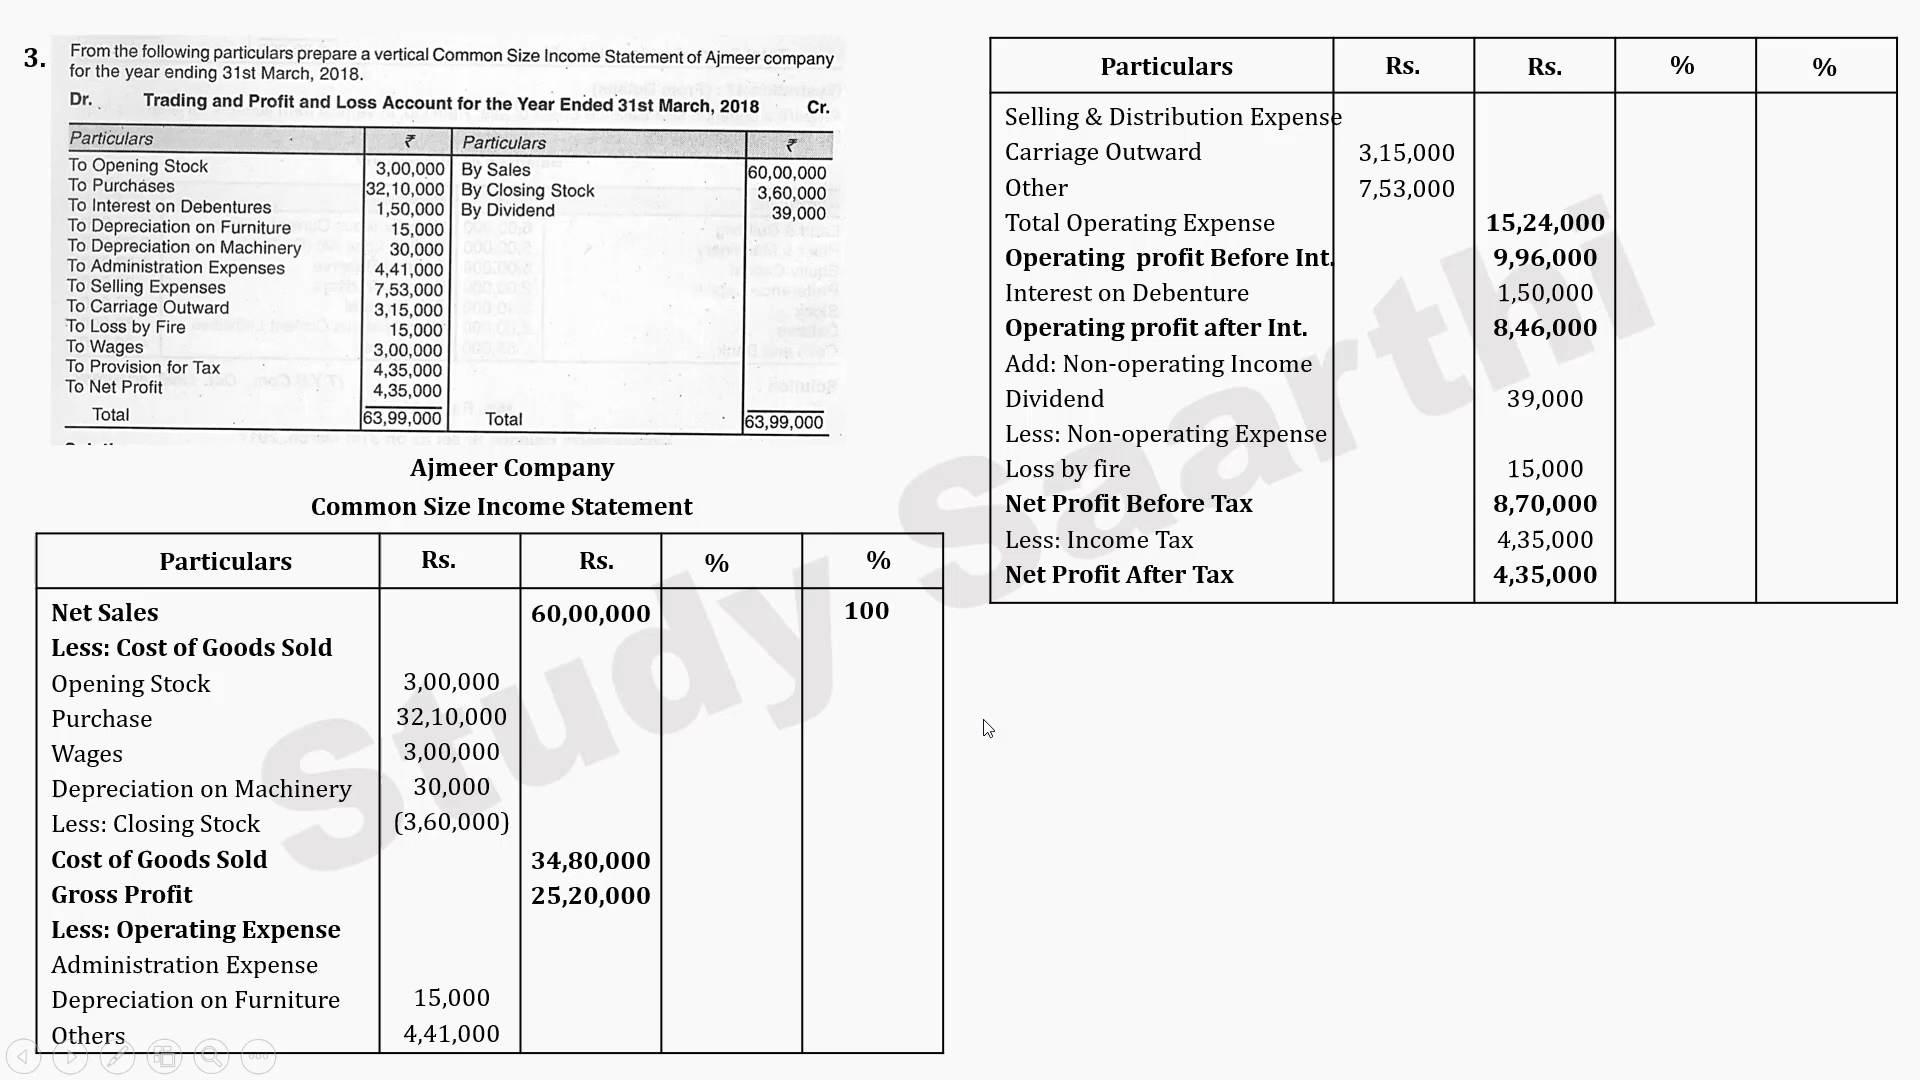 3. From the following particulars prepare a vertical Common Size Income Statement of Ajmeer company
for the year ending 31st March, 2018.
Dr. Trading and Profit and Loss Account for the Year Ended 31st March, 2018 Cr.
Particulars ₹ Particulars ₹
To Opening Stock 3,00,000 By Sales 60,00,000
To Purchases 32,10,000 By Closing Stock 3,60,000
To Interest on Debentures 1,50,000 By Dividend 39,000
To Depreciation on Furniture 15,000
To Depreciation on Machinery 30,000
To Administration Expenses 4,41,000
To Selling Expenses 7,53,000
To Carriage Outward 3,15,000
To Loss by Fire 15,000
To Wages 3,00,000
To Provision for Tax 4,35,000
To Net Profit 4,35,000
Total 63,99,000 Total 63,99,000
Ajmeer Company
Common Size Income Statement
Particulars Rs. Rs. % %
Net Sales 60,00,000 100
Less: Cost of Goods Sold
Opening Stock 3,00,000
Purchase 32,10,000
Wages 3,00,000
Depreciation on Machinery 30,000
Less: Closing Stock (3,60,000)
Cost of Goods Sold 34,80,000
Gross Profit 25,20,000
Less: Operating Expense
Administration Expense
Depreciation on Furniture 15,000
Others 4,41,000
Particulars Rs. Rs. % %
Selling & Distribution Expense
Carriage Outward 3,15,000
Other 7,53,000
Total Operating Expense 15,24,000
Operating profit Before Int. 9,96,000
Interest on Debenture 1,50,000
Operating profit after Int. 8,46,000
Add: Non-operating Income
Dividend 39,000
Less: Non-operating Expense
Loss by fire 15,000
Net Profit Before Tax 8,70,000
Less: Income Tax 4,35,000
Net Profit After Tax 4,35,000
Study Saarthi